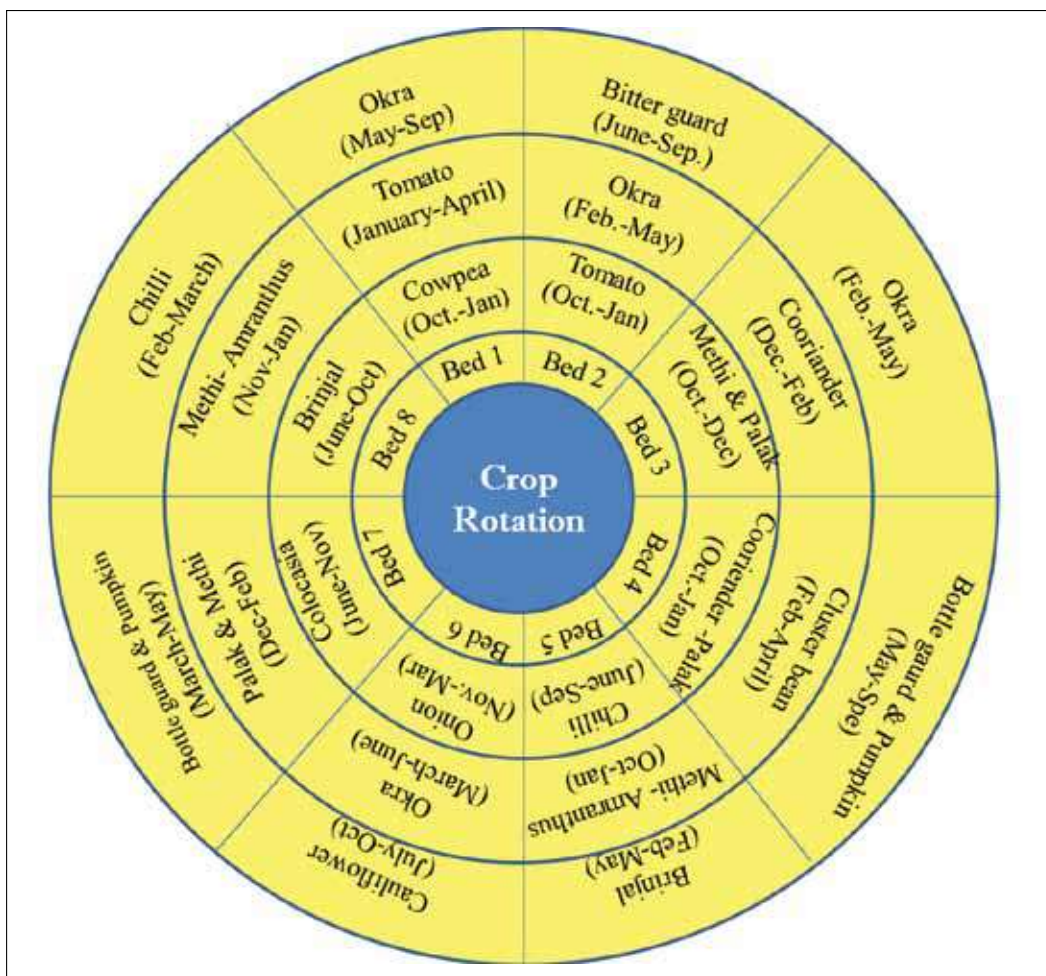 Crop
Rotation
Bed 1
Cowpea
(Oct.-Jan)
Tomato
(January-April)
Okra
(May-Sep)
Bed 2
Tomato
(Oct.-Jan)
Okra
(Feb.-May)
Bitter guard
(June-Sep.)
Bed 3
Methi & Palak
(Oct.-Dec)
Cooriander
(Dec.-Feb)
Okra
(Feb.-May)
Bed 4
Cooriender -Palak
(Oct.-Jan)
Cluster bean
(Feb-April)
Bottle gaurd & Pumpkin
(May-Spe)
Bed 5
Chilli
(June-Sep)
Methi- Amranthus
(Oct-Jan)
Brinjal
(Feb-May)
Bed 6
Onion
(Nov,-Mar)
Okra
(March-June)
Cauliflower
(July-Oct)
Bed 7
Colocasia
(June-Nov)
Palak & Methi
(Dec-Feb)
Bottle guard & Pumpkin
(March-May)
Bed 8
Brinjal
(June-Oct)
Methi- Amranthus
(Nov-Jan)
Chilli
(Feb-March)